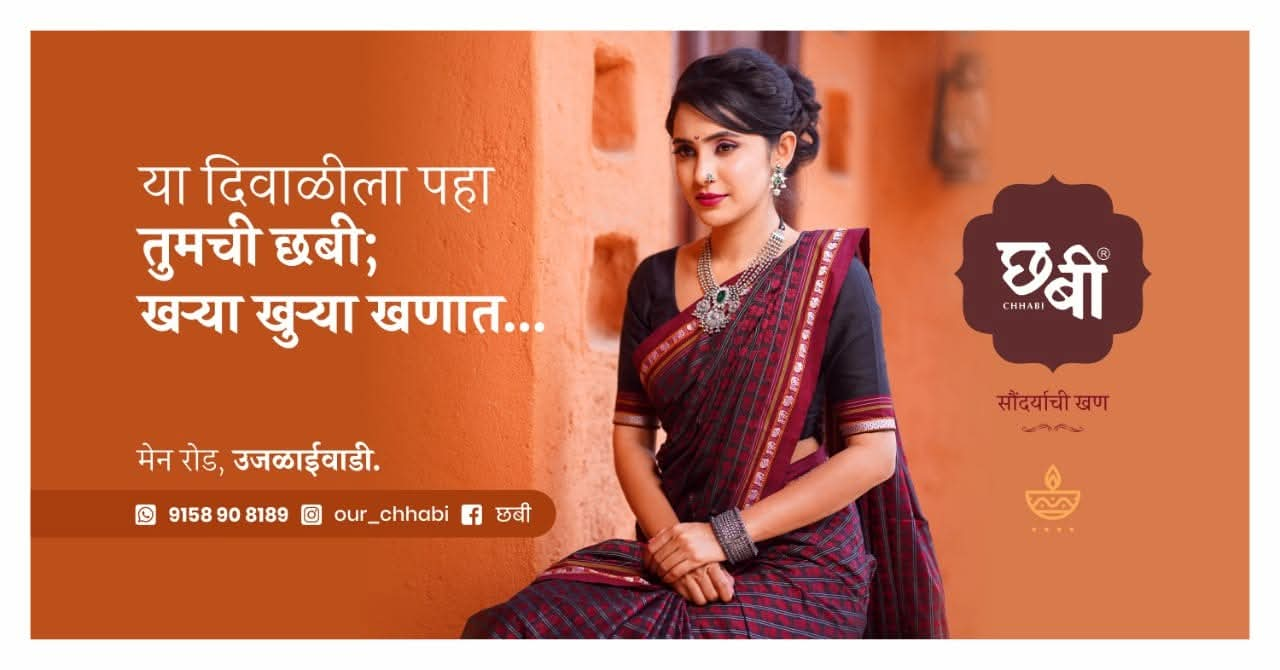 या दिवाळीला पहा
तुमची छबी;
खऱ्या खुऱ्या खणात...
मेन रोड, उजळाईवाडी.
9158 90 8189 our_chhabi छबी
छबी®
CHHABI
सौंदर्याची खण